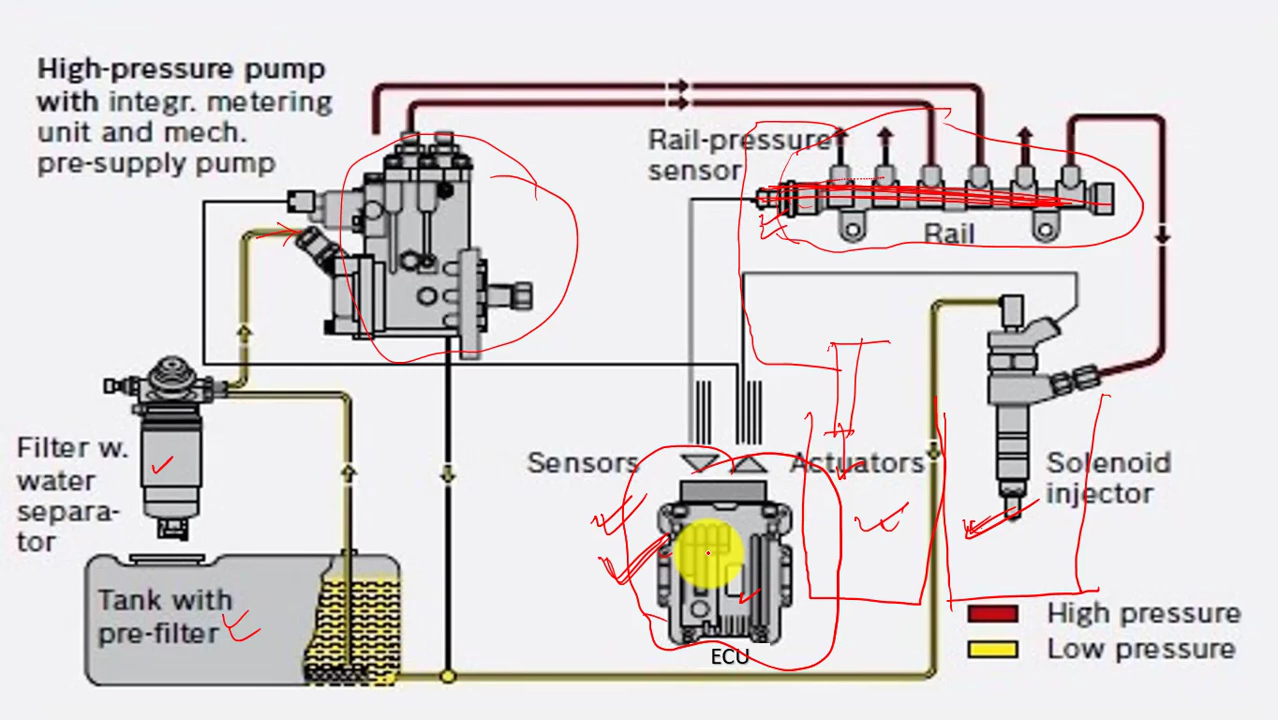 High-pressure pump
with integr. metering
unit and mech.
pre-supply pump
Rail-pressure
sensor
Rail
Filter w.
water
separa-
tor
Sensors
Actuators
Solenoid
injector
Tank with
pre-filter
ECU
High pressure
Low pressure